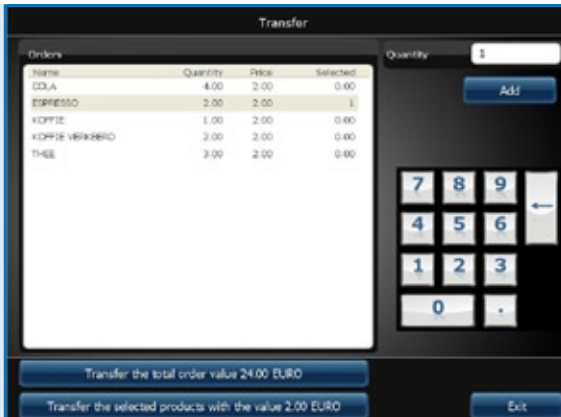 Transfer
Orders
Quantity 1
Name Quantity Price Selected
COLA 4.00 2.00 0.00
Add
ESPRESSO 2.00 2.00 1
KOFFIE 1.00 2.00 0.00
KOFFIE VERKEERD 2.00 2.00 0.00
THEE 3.00 2.00 0.00
7 8 9
←
4 5 6
1 2 3
0 .
Transfer the total order value 24.00 EURO
Transfer the selected products with the value 2.00 EURO
Exit